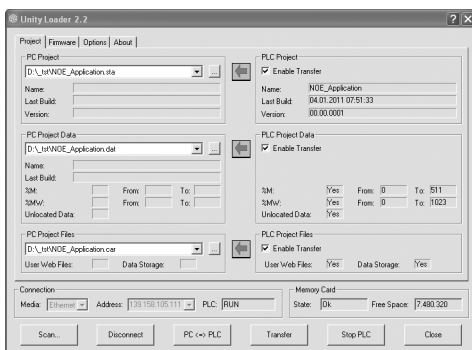 Unity Loader 2.2
Project Firmware Options About
PC Project
D:\_tst\NOE_Application.sta
...
Name:
Last Build:
Version:
PLC Project
Enable Transfer
Name: NOE_Application
Last Build: 04.01.2011 07:51:33
Version: 00.00.0001
PC Project Data
D:\_tst\NOE_Application.dat
...
Name:
Last Build:
%M: From: To:
%MW: From: To:
Unlocated Data:
PLC Project Data
Enable Transfer
%M: Yes From: 0 To: 511
%MW: Yes From: 0 To: 1023
Unlocated Data: Yes
PC Project Files
D:\_tst\NOE_Application.car
...
User Web Files: Data Storage:
PLC Project Files
Enable Transfer
User Web Files: Yes Data Storage: Yes
Connection
Media: Ethernet Address: 139.158.105.111 PLC: RUN
Memory Card
State: Ok Free Space: 7.480.320
Scan... Disconnect PC <=> PLC Transfer Stop PLC Close